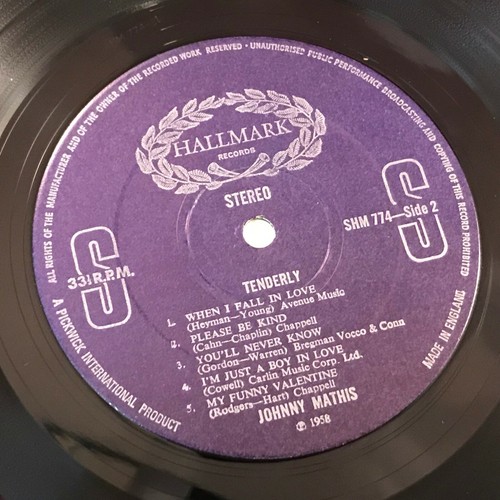 ALL RIGHTS OF THE MANUFACTURER AND OF THE OWNER OF THE RECORDED WORK RESERVED · UNAUTHORISED PUBLIC PERFORMANCE BROADCASTING AND COPYING OF THIS RECORD PROHIBITED
HALLMARK
RECORDS
STEREO
S
S
SHM 774—Side 2
33⅓ R.P.M.
TENDERLY
1. WHEN I FALL IN LOVE
(Heyman—Young) Avenue Music
2. PLEASE BE KIND
(Cahn—Chaplin) Chappell
3. YOU'LL NEVER KNOW
(Gordon—Warren) Bregman Vocco & Conn
4. I'M JUST A BOY IN LOVE
(Cowell) Carlin Music Corp. Ltd.
5. MY FUNNY VALENTINE
(Rodgers—Hart) Chappell
JOHNNY MATHIS
℗ 1958
A PICKWICK INTERNATIONAL PRODUCT
MADE IN ENGLAND